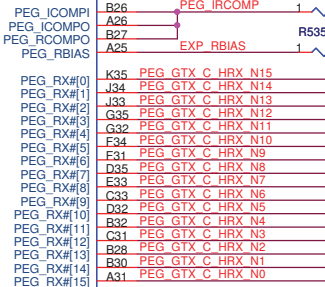 PEG_ICOMPI B26 PEG_IRCOMP 1
PEG_ICOMPO A26
PEG_RCOMPO B27 R535
PEG_RBIAS A25 EXP_RBIAS 1
PEG_RX#[0] K35 PEG_GTX_C_HRX_N15
PEG_RX#[1] J34 PEG_GTX_C_HRX_N14
PEG_RX#[2] J33 PEG_GTX_C_HRX_N13
PEG_RX#[3] G35 PEG_GTX_C_HRX_N12
PEG_RX#[4] G32 PEG_GTX_C_HRX_N11
PEG_RX#[5] F34 PEG_GTX_C_HRX_N10
PEG_RX#[6] F31 PEG_GTX_C_HRX_N9
PEG_RX#[7] D35 PEG_GTX_C_HRX_N8
PEG_RX#[8] E33 PEG_GTX_C_HRX_N7
PEG_RX#[9] C33 PEG_GTX_C_HRX_N6
PEG_RX#[10] D32 PEG_GTX_C_HRX_N5
PEG_RX#[11] B32 PEG_GTX_C_HRX_N4
PEG_RX#[12] C31 PEG_GTX_C_HRX_N3
PEG_RX#[13] B28 PEG_GTX_C_HRX_N2
PEG_RX#[14] B30 PEG_GTX_C_HRX_N1
PEG_RX#[15] A31 PEG_GTX_C_HRX_N0